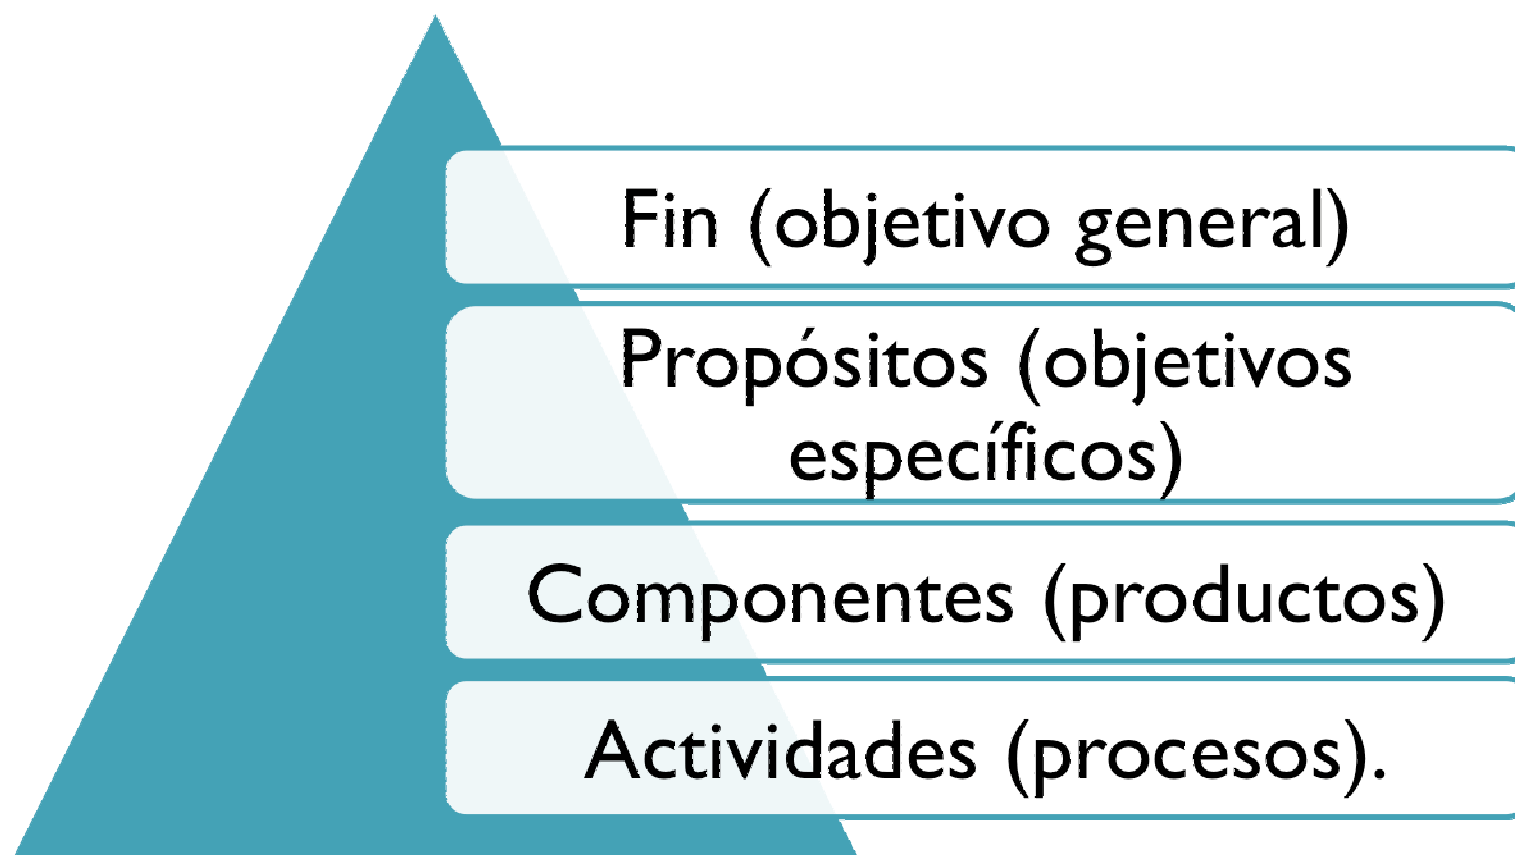 Fin (objetivo general)
Propósitos (objetivos
específicos)
Componentes (productos)
Actividades (procesos).